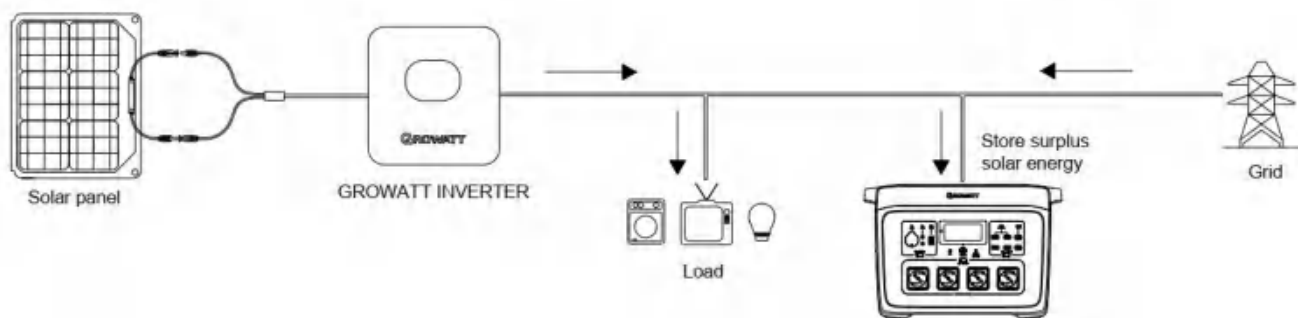 GROWATT
Solar panel
GROWATT INVERTER
Load
Store surplus
solar energy
GROWATT
Grid